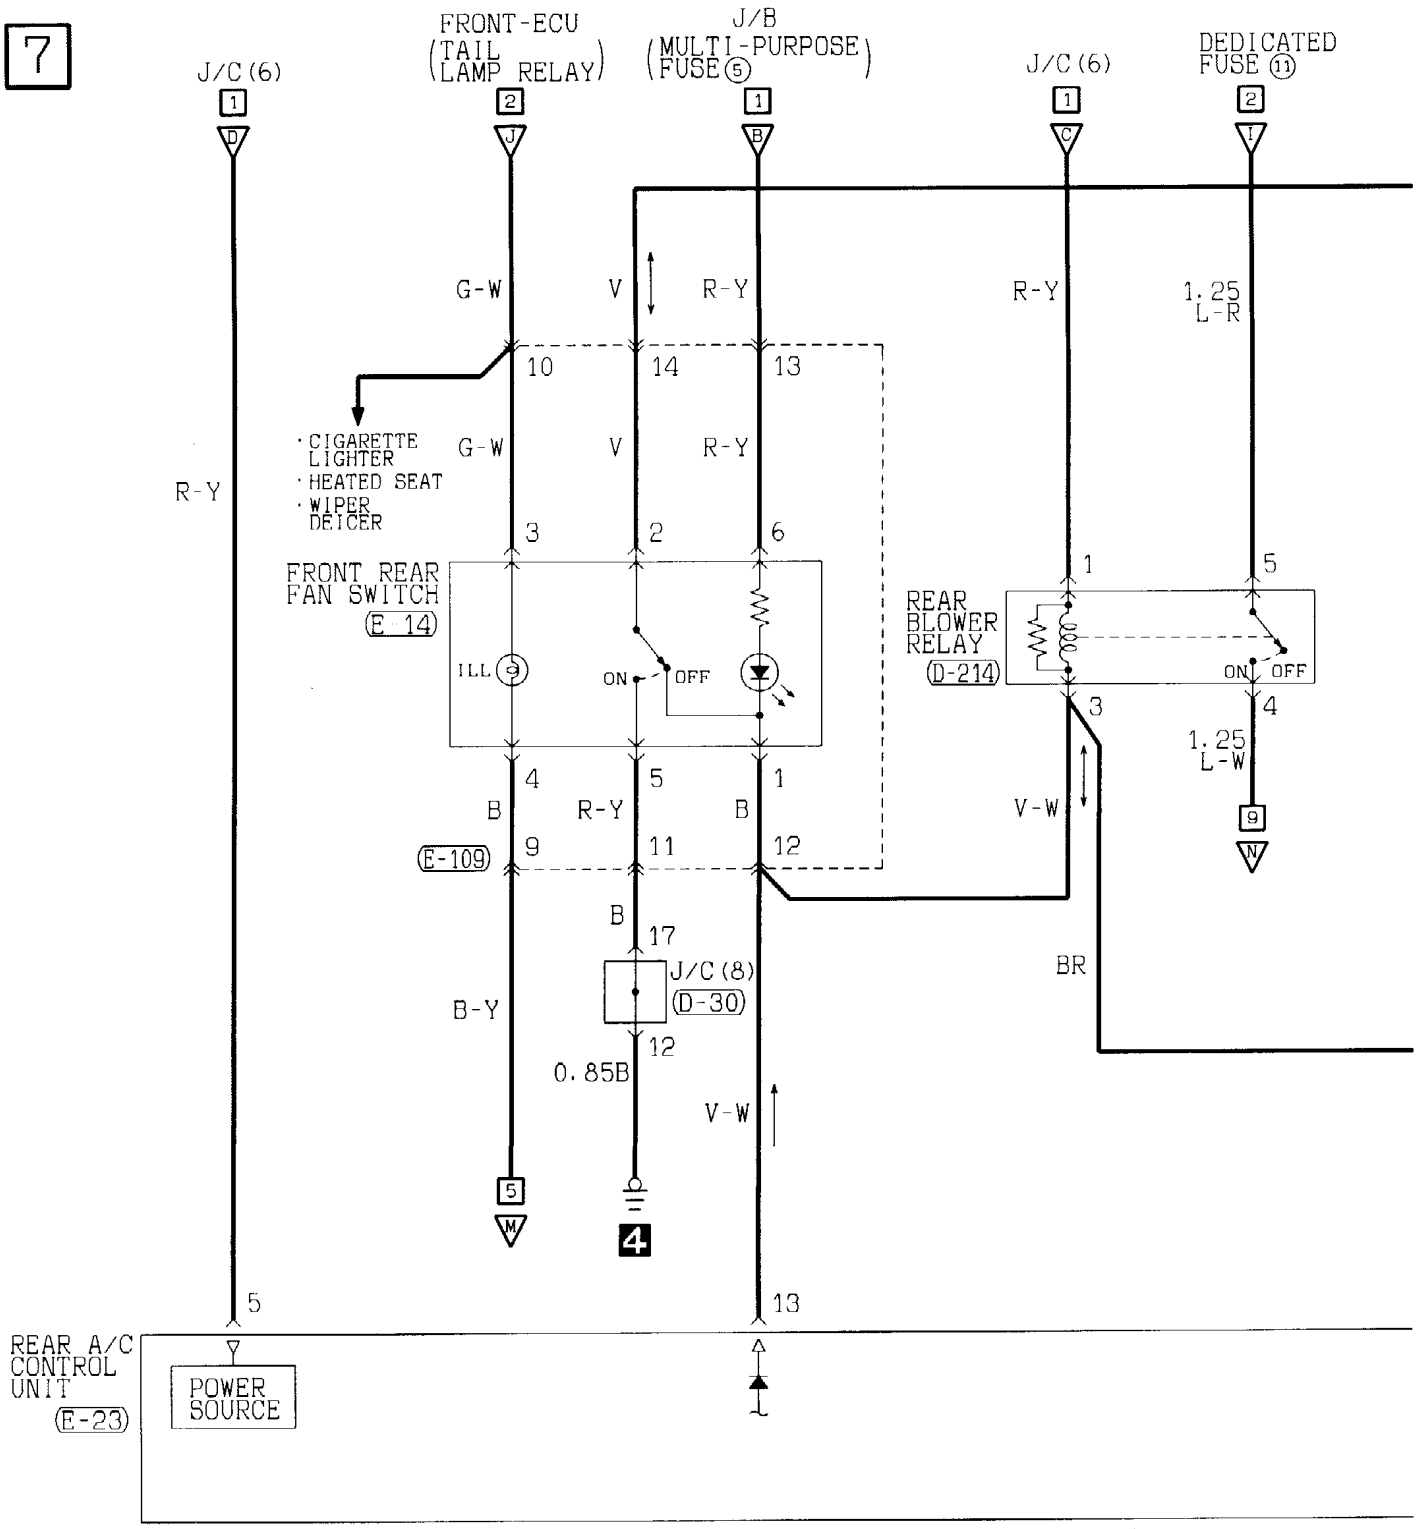 7
J/C(6)
1
D
FRONT-ECU
(TAIL
LAMP RELAY)
2
J
J/B
(MULTI-PURPOSE)
FUSE⑤
1
B
J/C(6)
1
C
DEDICATED
FUSE ⑪
2
I
G-W
V
R-Y
R-Y
1.25
L-R
10
14
13
· CIGARETTE
LIGHTER
· HEATED SEAT
· WIPER
DEICER
G-W
V
R-Y
R-Y
3
2
6
1
5
FRONT REAR
FAN SWITCH
E-14
ILL
ON
OFF
REAR
BLOWER
RELAY
D-214
ON
OFF
3
4
4
5
1
1.25
L-W
B
R-Y
B
V-W
9
N
E-109
9
11
12
B
17
J/C(8)
D-30
BR
B-Y
12
0.85B
V-W
5
M
4
5
13
REAR A/C
CONTROL
UNIT
E-23
POWER
SOURCE